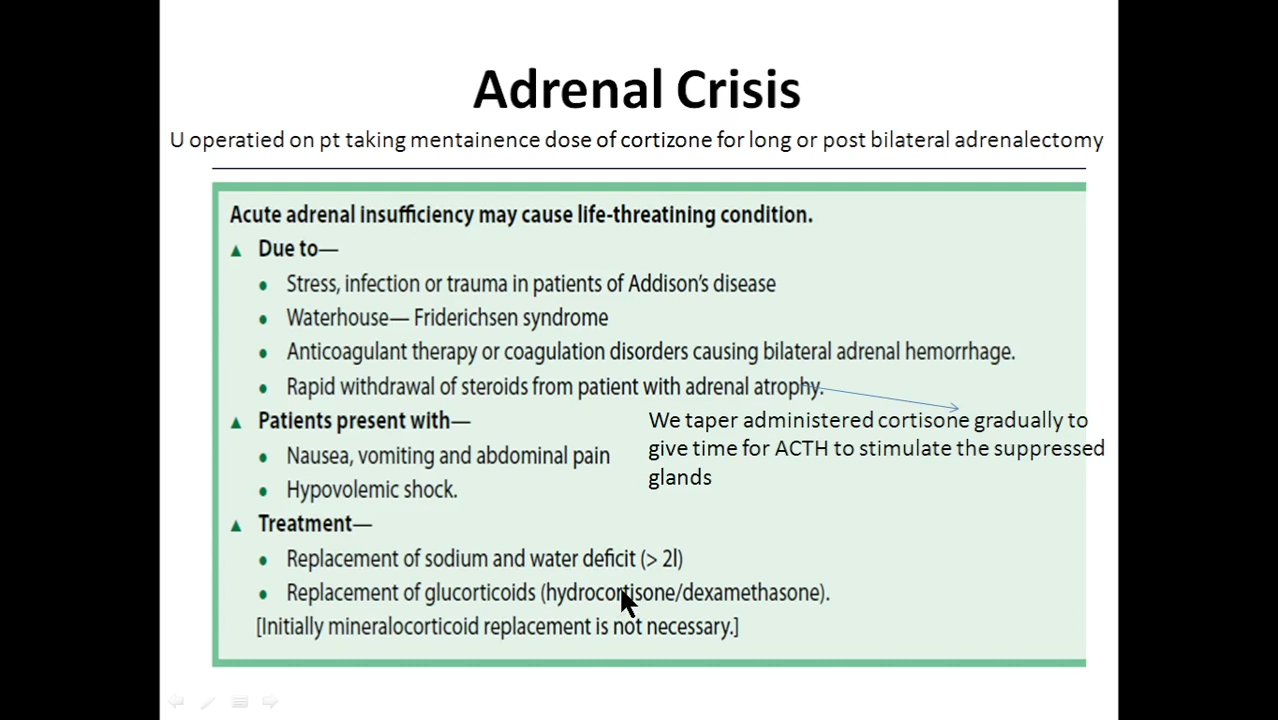 Adrenal Crisis
U operatied on pt taking mentainence dose of cortizone for long or post bilateral adrenalectomy
Acute adrenal insufficiency may cause life-threatining condition.
▲ Due to—
• Stress, infection or trauma in patients of Addison's disease
• Waterhouse— Friderichsen syndrome
• Anticoagulant therapy or coagulation disorders causing bilateral adrenal hemorrhage.
• Rapid withdrawal of steroids from patient with adrenal atrophy.
We taper administered cortisone gradually to
give time for ACTH to stimulate the suppressed
glands
▲ Patients present with—
• Nausea, vomiting and abdominal pain
• Hypovolemic shock.
▲ Treatment—
• Replacement of sodium and water deficit (> 2l)
• Replacement of glucorticoids (hydrocortisone/dexamethasone).
[Initially mineralocorticoid replacement is not necessary.]